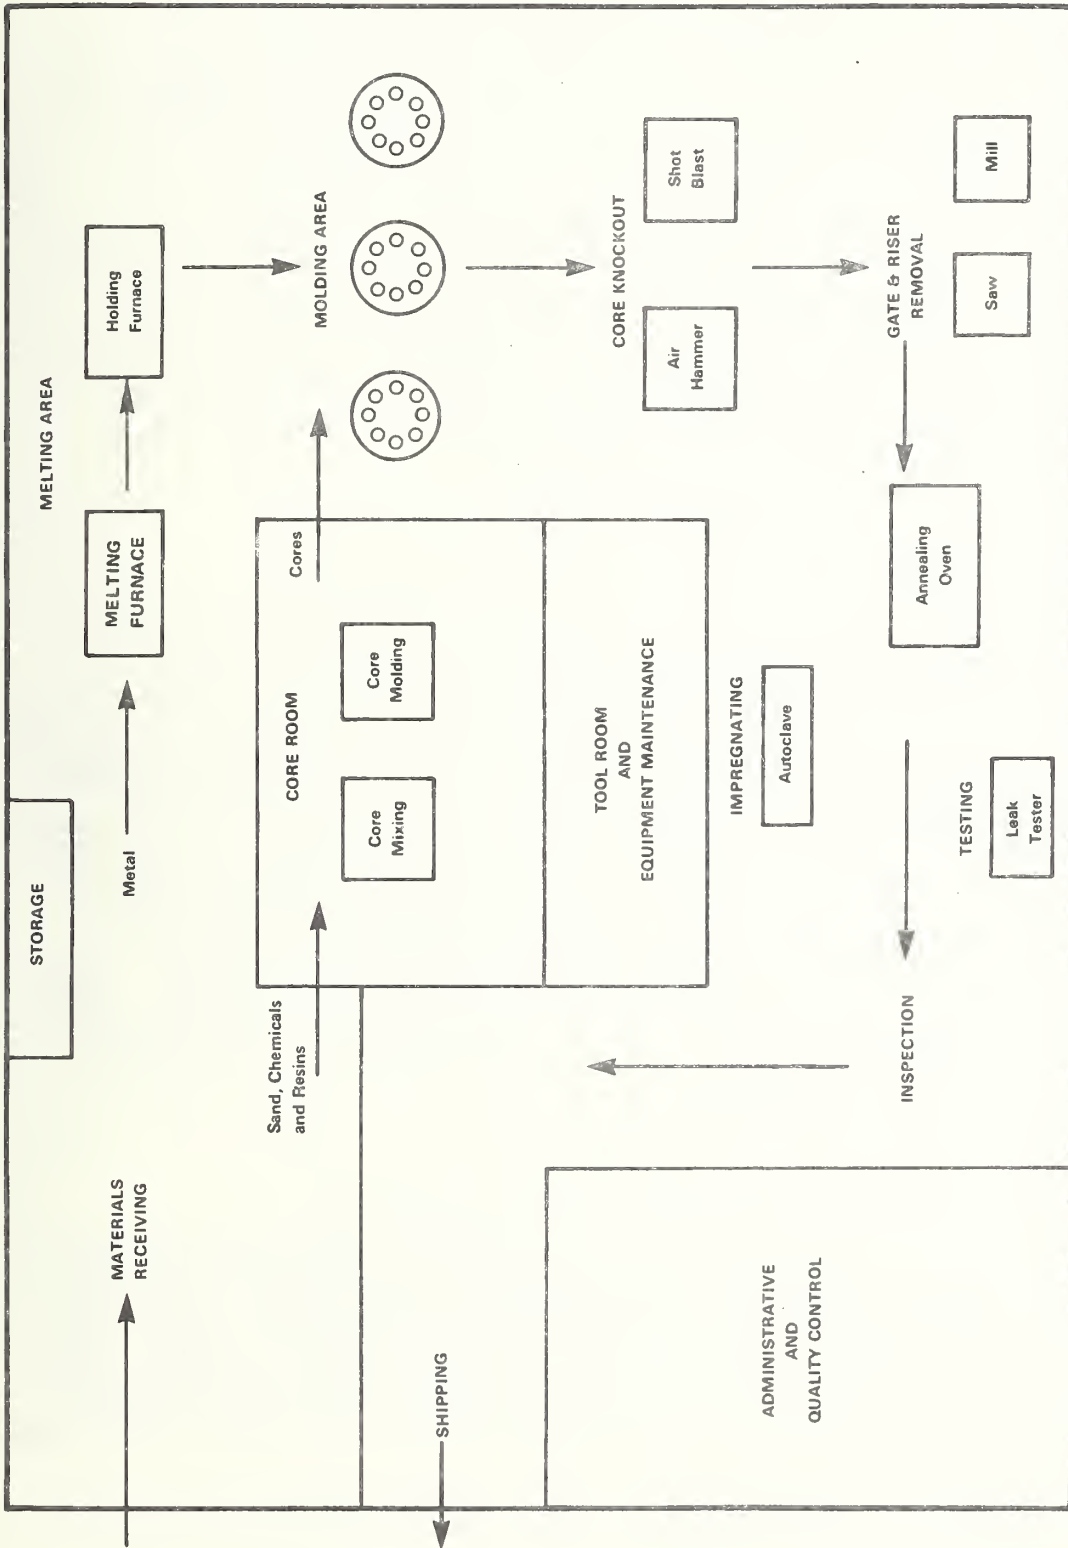 STORAGE
MELTING AREA
Metal
MELTING
FURNACE
Holding
Furnace
MATERIALS
RECEIVING
Sand, Chemicals
and Resins
CORE ROOM
Core
Mixing
Core
Molding
Cores
MOLDING AREA
SHIPPING
TOOL ROOM
AND
EQUIPMENT MAINTENANCE
CORE KNOCKOUT
Air
Hammer
Shot
Blast
IMPREGNATING
Autoclave
ADMINISTRATIVE
AND
QUALITY CONTROL
INSPECTION
Annealing
Oven
GATE & RISER
REMOVAL
TESTING
Leak
Tester
Saw
Mill